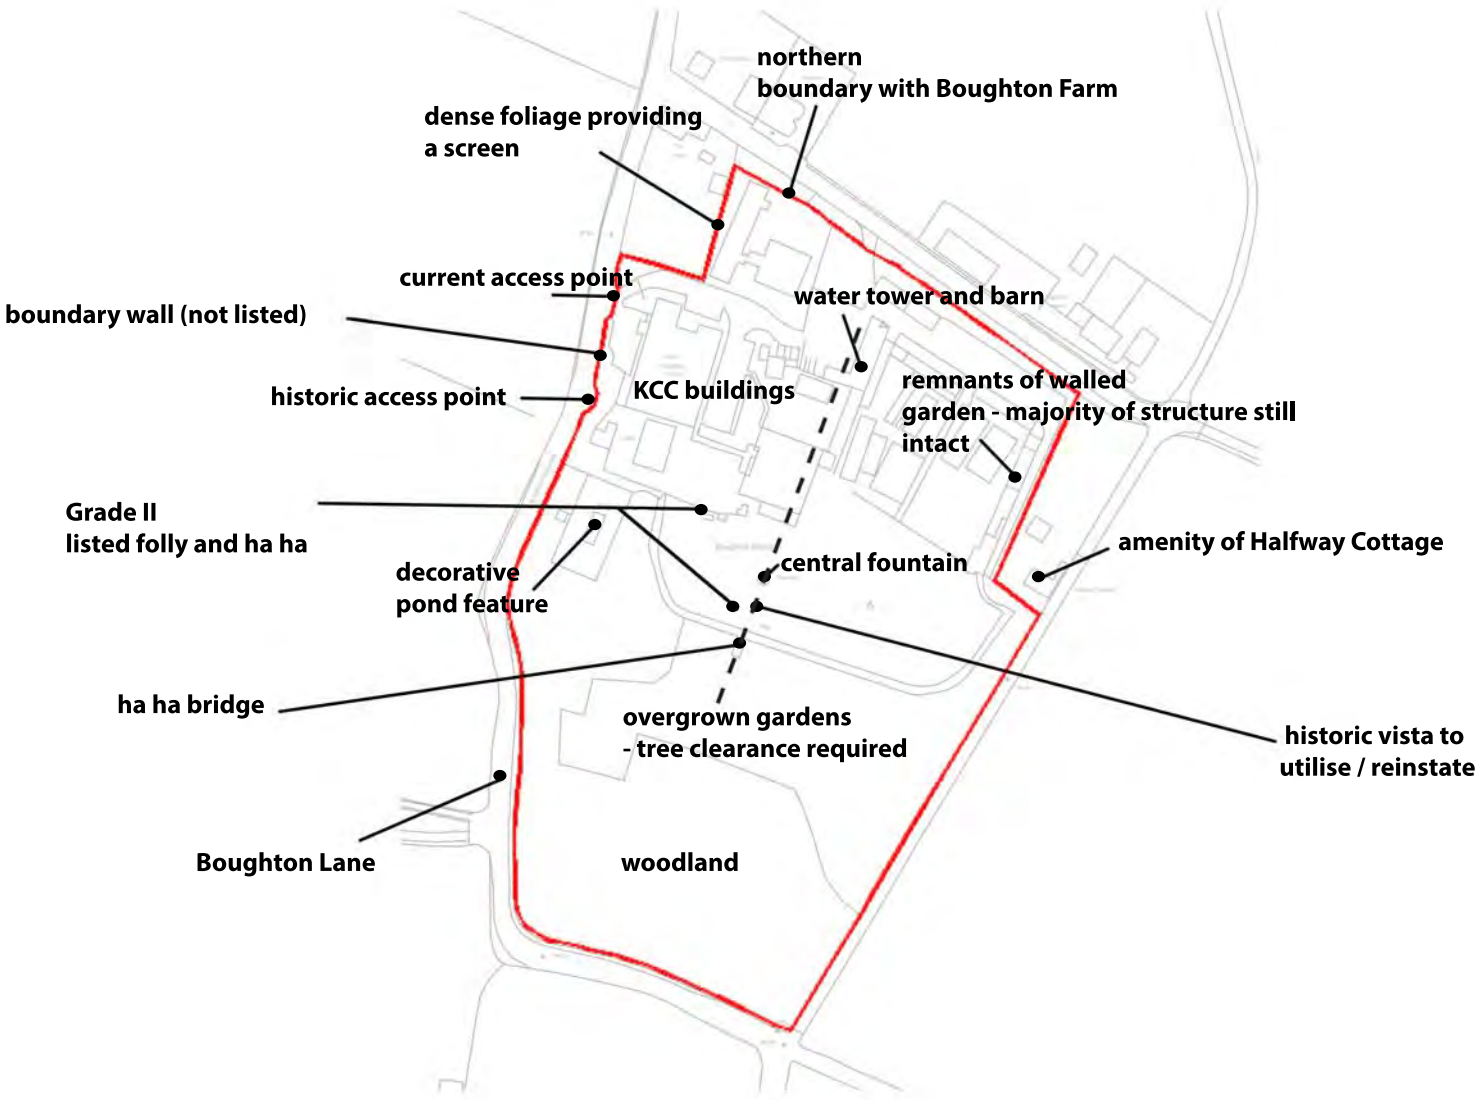 northern
boundary with Boughton Farm
dense foliage providing
a screen
current access point
water tower and barn
boundary wall (not listed)
KCC buildings
remnants of walled
garden - majority of structure still
intact
historic access point
Grade II
listed folly and ha ha
amenity of Halfway Cottage
central fountain
decorative
pond feature
ha ha bridge
overgrown gardens
- tree clearance required
historic vista to
utilise / reinstate
Boughton Lane
woodland